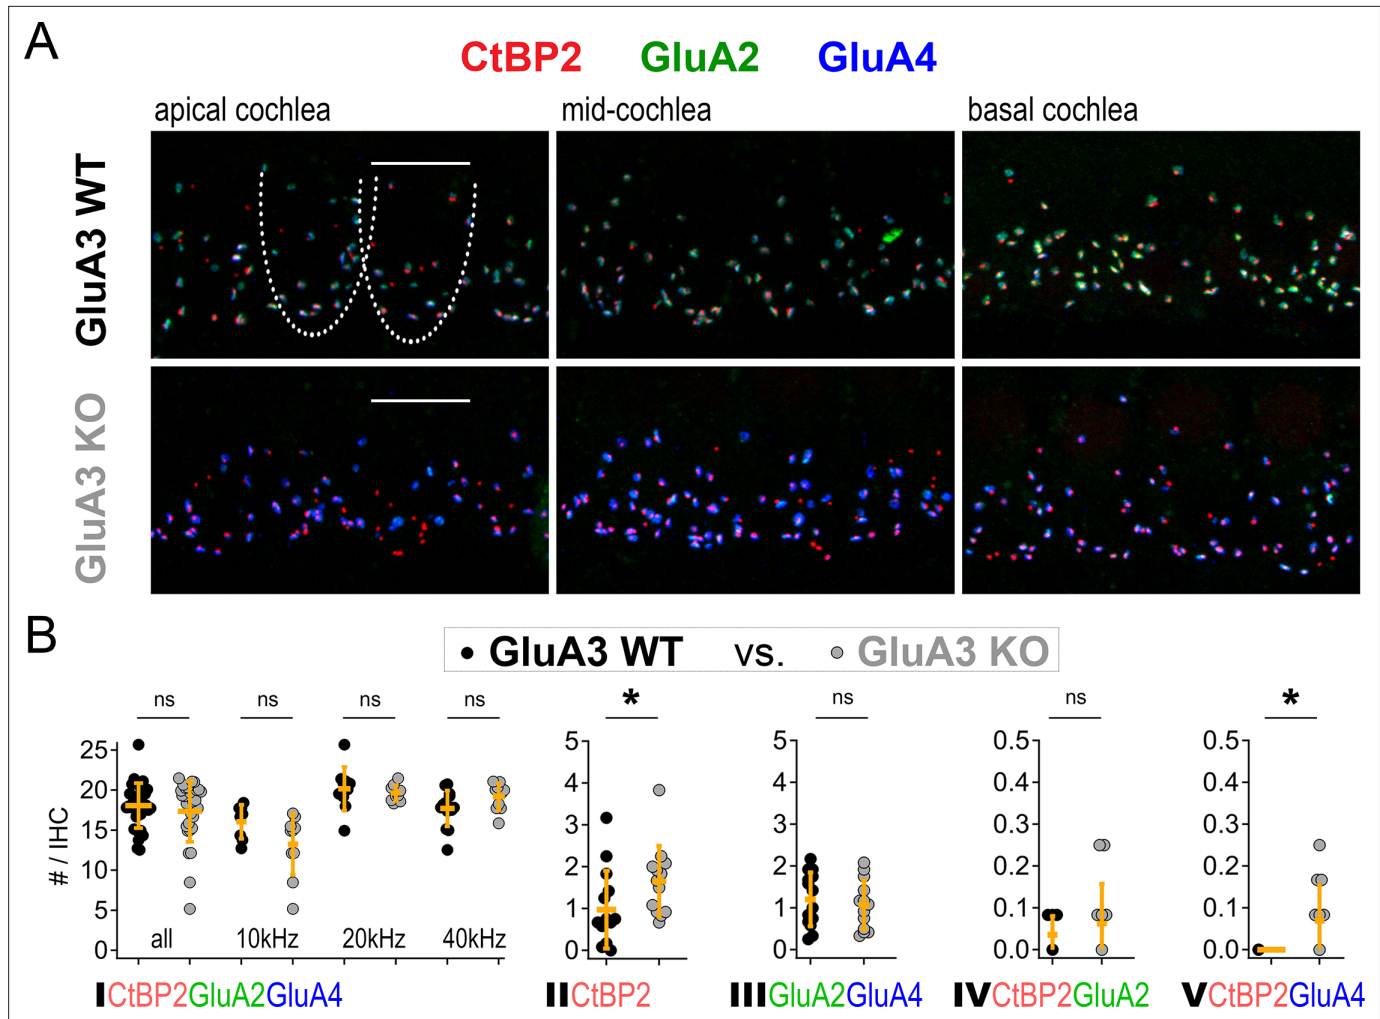 A
CtBP2 GluA2 GluA4
apical cochlea mid-cochlea basal cochlea
GluA3 WT
GluA3 KO
B
GluA3 WT vs. GluA3 KO
ns ns ns ns * ns ns *
# / IHC
25
20
15
10
5
0
all 10kHz 20kHz 40kHz
5
4
3
2
1
0
5
4
3
2
1
0
0.5
0.4
0.3
0.2
0.1
0.0
0.5
0.4
0.3
0.2
0.1
0.0
I CtBP2GluA2GluA4 II CtBP2 III GluA2GluA4 IV CtBP2GluA2 V CtBP2GluA4